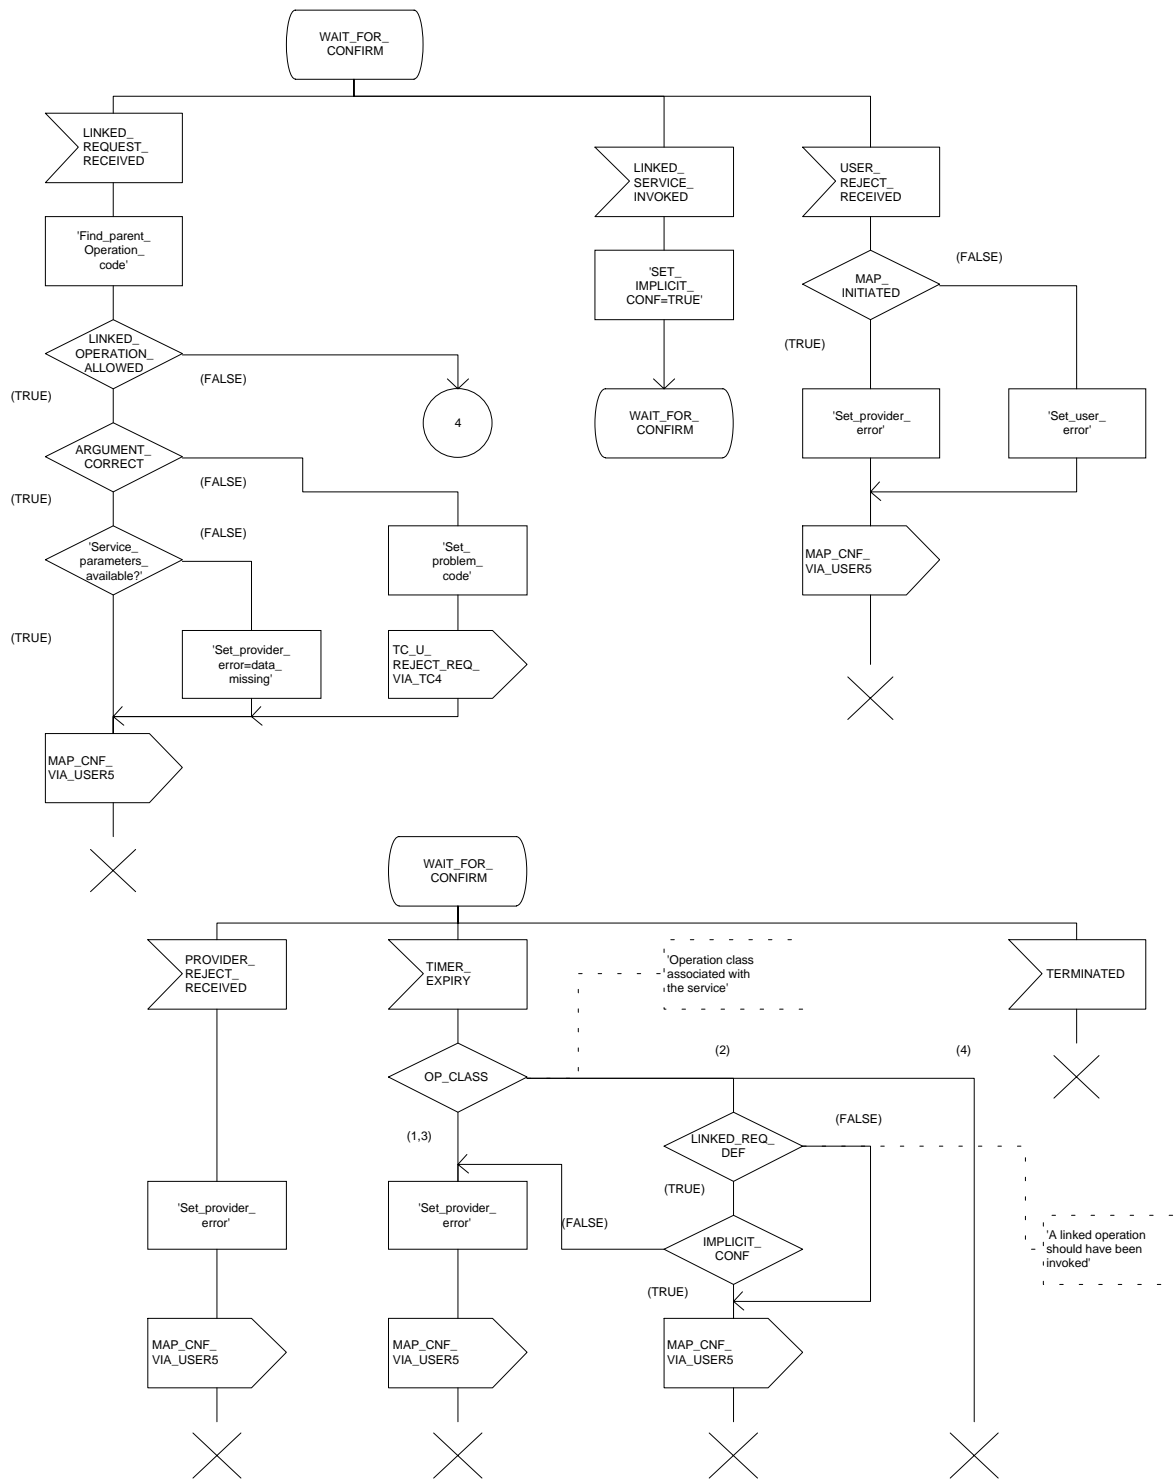 WAIT_FOR_
CONFIRM
LINKED_
REQUEST_
RECEIVED
LINKED_
SERVICE_
INVOKED
USER_
REJECT_
RECEIVED
'Find_parent_
Operation_
code'
'SET_
IMPLICIT_
CONF=TRUE'
MAP_
INITIATED
(FALSE)
(TRUE)
LINKED_
OPERATION_
ALLOWED
(FALSE)
(TRUE)
4
WAIT_FOR_
CONFIRM
'Set_provider_
error'
'Set_user_
error'
ARGUMENT_
CORRECT
(FALSE)
(TRUE)
'Service_
parameters_
available?'
(FALSE)
(TRUE)
'Set_
problem_
code'
MAP_CNF_
VIA_USER5
'Set_provider_
error=data_
missing'
TC_U_
REJECT_REQ_
VIA_TC4
MAP_CNF_
VIA_USER5
WAIT_FOR_
CONFIRM
PROVIDER_
REJECT_
RECEIVED
TIMER_
EXPIRY
'Operation class
associated with
the service'
TERMINATED
OP_CLASS
(2)
(4)
(1,3)
LINKED_REQ_
DEF
(FALSE)
(TRUE)
'Set_provider_
error'
'Set_provider_
error'
(FALSE)
IMPLICIT_
CONF
(TRUE)
'A linked operation
should have been
invoked'
MAP_CNF_
VIA_USER5
MAP_CNF_
VIA_USER5
MAP_CNF_
VIA_USER5